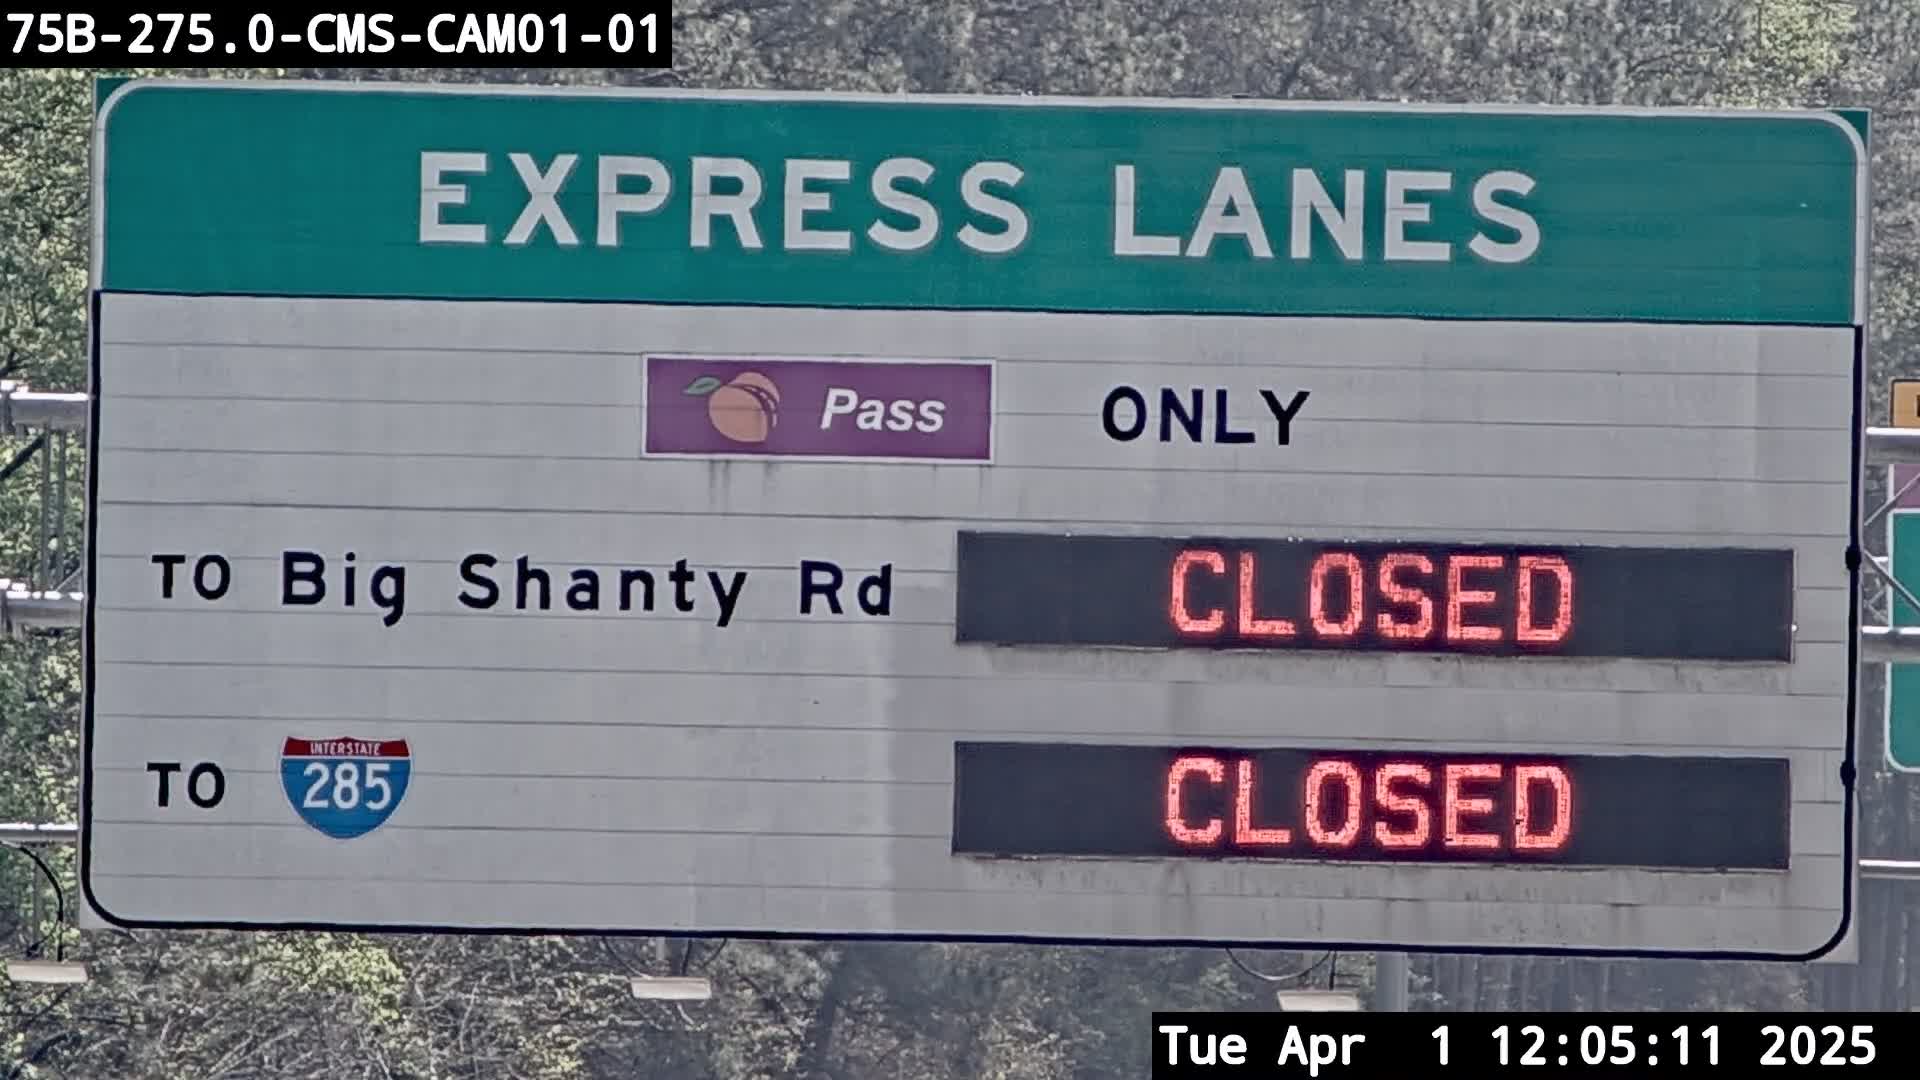 75B-275.0-CMS-CAM01-01
EXPRESS LANES
Pass ONLY
TO Big Shanty Rd CLOSED
INTERSTATE
TO 285 CLOSED
Tue Apr 1 12:05:11 2025